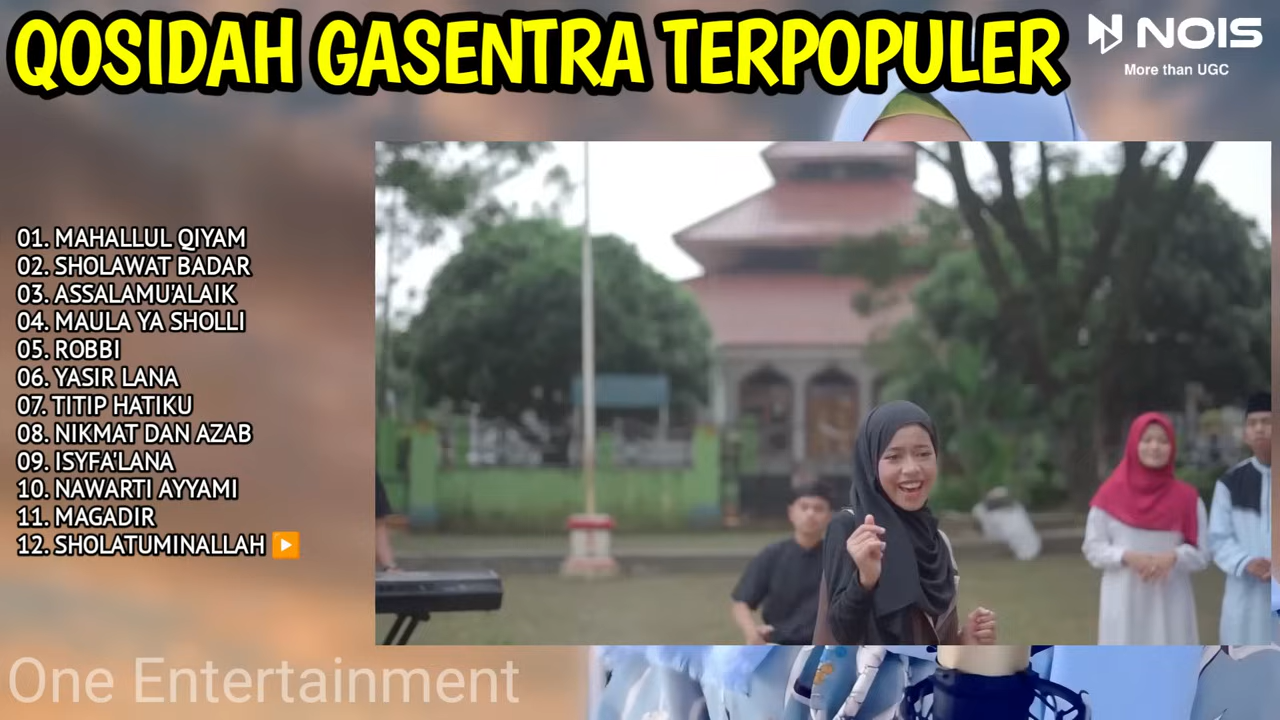 QOSIDAH GASENTRA TERPOPULER
NOIS
More than UGC
01. MAHALLUL QIYAM
02. SHOLAWAT BADAR
03. ASSALAMU'ALAIK
04. MAULA YA SHOLLI
05. ROBBI
06. YASIR LANA
07. TITIP HATIKU
08. NIKMAT DAN AZAB
09. ISYFA'LANA
10. NAWARTI AYYAMI
11. MAGADIR
12. SHOLATUMINALLAH
One Entertainment